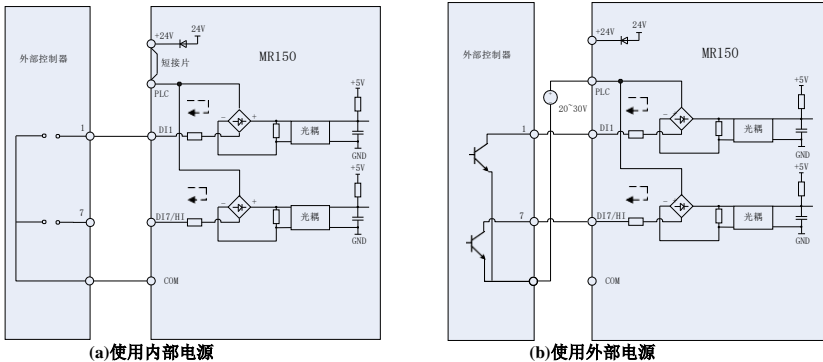 24V
+24V
外部控制器
短接片
MR150
PLC
+5V
1
DI1
-
+
光耦
GND
+5V
7
DI7/HI
-
+
光耦
GND
COM
(a)使用内部电源
24V
+24V
外部控制器
MR150
PLC
20~30V
+5V
1
DI1
-
+
光耦
GND
+5V
7
DI7/HI
-
+
光耦
GND
COM
(b)使用外部电源